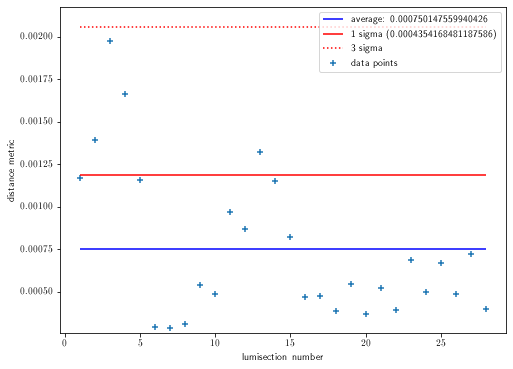 average: 0.000750147559940426
1 sigma (0.0004354168481187586)
3 sigma
data points
distance metric
0.00200
0.00175
0.00150
0.00125
0.00100
0.00075
0.00050
0 5 10 15 20 25
lumisection number